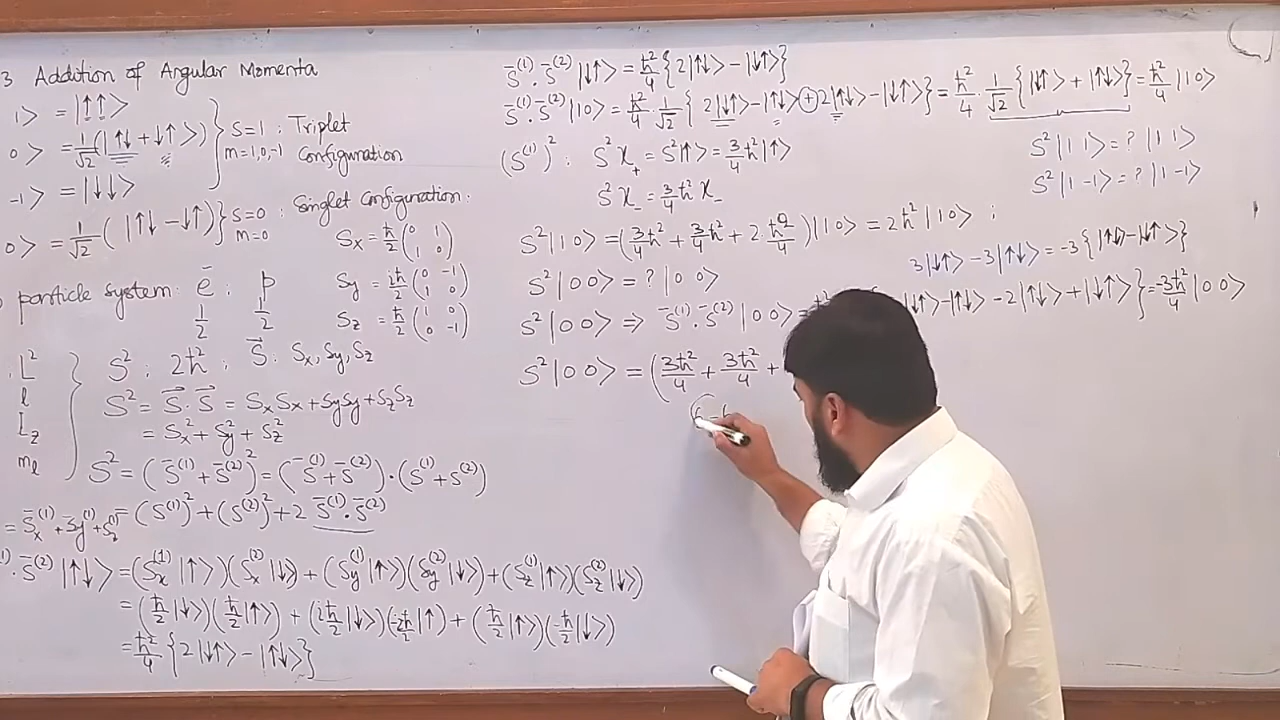 3 Addition of Angular Momenta
1> = |↑↑>
0> = 1/√2 (|↑↓ + ↓↑>)
-1> = |↓↓>
} S=1 : Triplet
m=1,0,-1 Configuration
0> = 1/√2 ( |↑↓ - ↓↑) } S=0 : Singlet Configuration:
m=0
particle system: ē : p
1/2 1/2
Sx = ħ/2 (0 1
1 0)
Sy = iħ/2 (0 -1
1 0)
Sz = ħ/2 (1 0
0 -1)
L²
l
Lz
mℓ
S² : 2ħ² S⃗ : Sx, Sy, Sz
S² = S⃗ . S⃗ = SxSx + SySy + SzSz
= Sx² + Sy² + Sz²
S² = (S̄⁽¹⁾ + S̄⁽²⁾)² = (S̄⁽¹⁾ + S̄⁽²⁾) . (S⁽¹⁾ + S⁽²⁾)
= (S⁽¹⁾)² + (S⁽²⁾)² + 2 S̄⁽¹⁾ . S̄⁽²⁾
= S̄x⁽¹⁾ + S̄y⁽¹⁾ + Sz⁽¹⁾
. S̄⁽²⁾ |↑↓> = (Sx⁽¹⁾ |↑>)(Sx⁽²⁾ |↓>) + (Sy⁽¹⁾ |↑>)(Sy⁽²⁾ |↓>) + (Sz⁽¹⁾ |↑>)(Sz⁽²⁾ |↓>)
= (ħ/2 |↓>)(ħ/2 |↑>) + (iħ/2 |↓>)(-iħ/2 |↑) + (ħ/2 |↑>)(-ħ/2 |↓>)
= ħ²/4 {2|↓↑> - |↑↓>}
S̄⁽¹⁾ . S̄⁽²⁾ |↓↑> = ħ²/4 {2|↑↓> - |↓↑>}
S̄⁽¹⁾ . S̄⁽²⁾ |1 0> = ħ²/4 . 1/√2 { 2|↓↑> - |↑↓> + 2|↑↓> - |↓↑> } = ħ²/4 . 1/√2 {|↓↑> + |↑↓>} = ħ²/4 |1 0>
(S⁽¹⁾)² : S² χ₊ = S²|↑> = 3/4 ħ² |↑>
S² χ₋ = 3/4 ħ² χ₋
S² |1 1> = ? |1 1>
S² |1 -1> = ? |1 -1>
S² |1 0> = (3/4 ħ² + 3/4 ħ² + 2 . ħ²/4) |1 0> = 2ħ² |1 0> ;
3|↓↑> - 3|↑↓> = -3 {|↑↓> - |↓↑>}
S² |0 0> = ? |0 0>
S² |0 0> ⇒ S̄⁽¹⁾ . S̄⁽²⁾ |0 0> = |↓↑> - |↑↓> - 2|↑↓> + |↓↑> } = -3ħ²/4 |0 0>
S² |0 0> = (3ħ²/4 + 3ħ²/4 +
(6-6